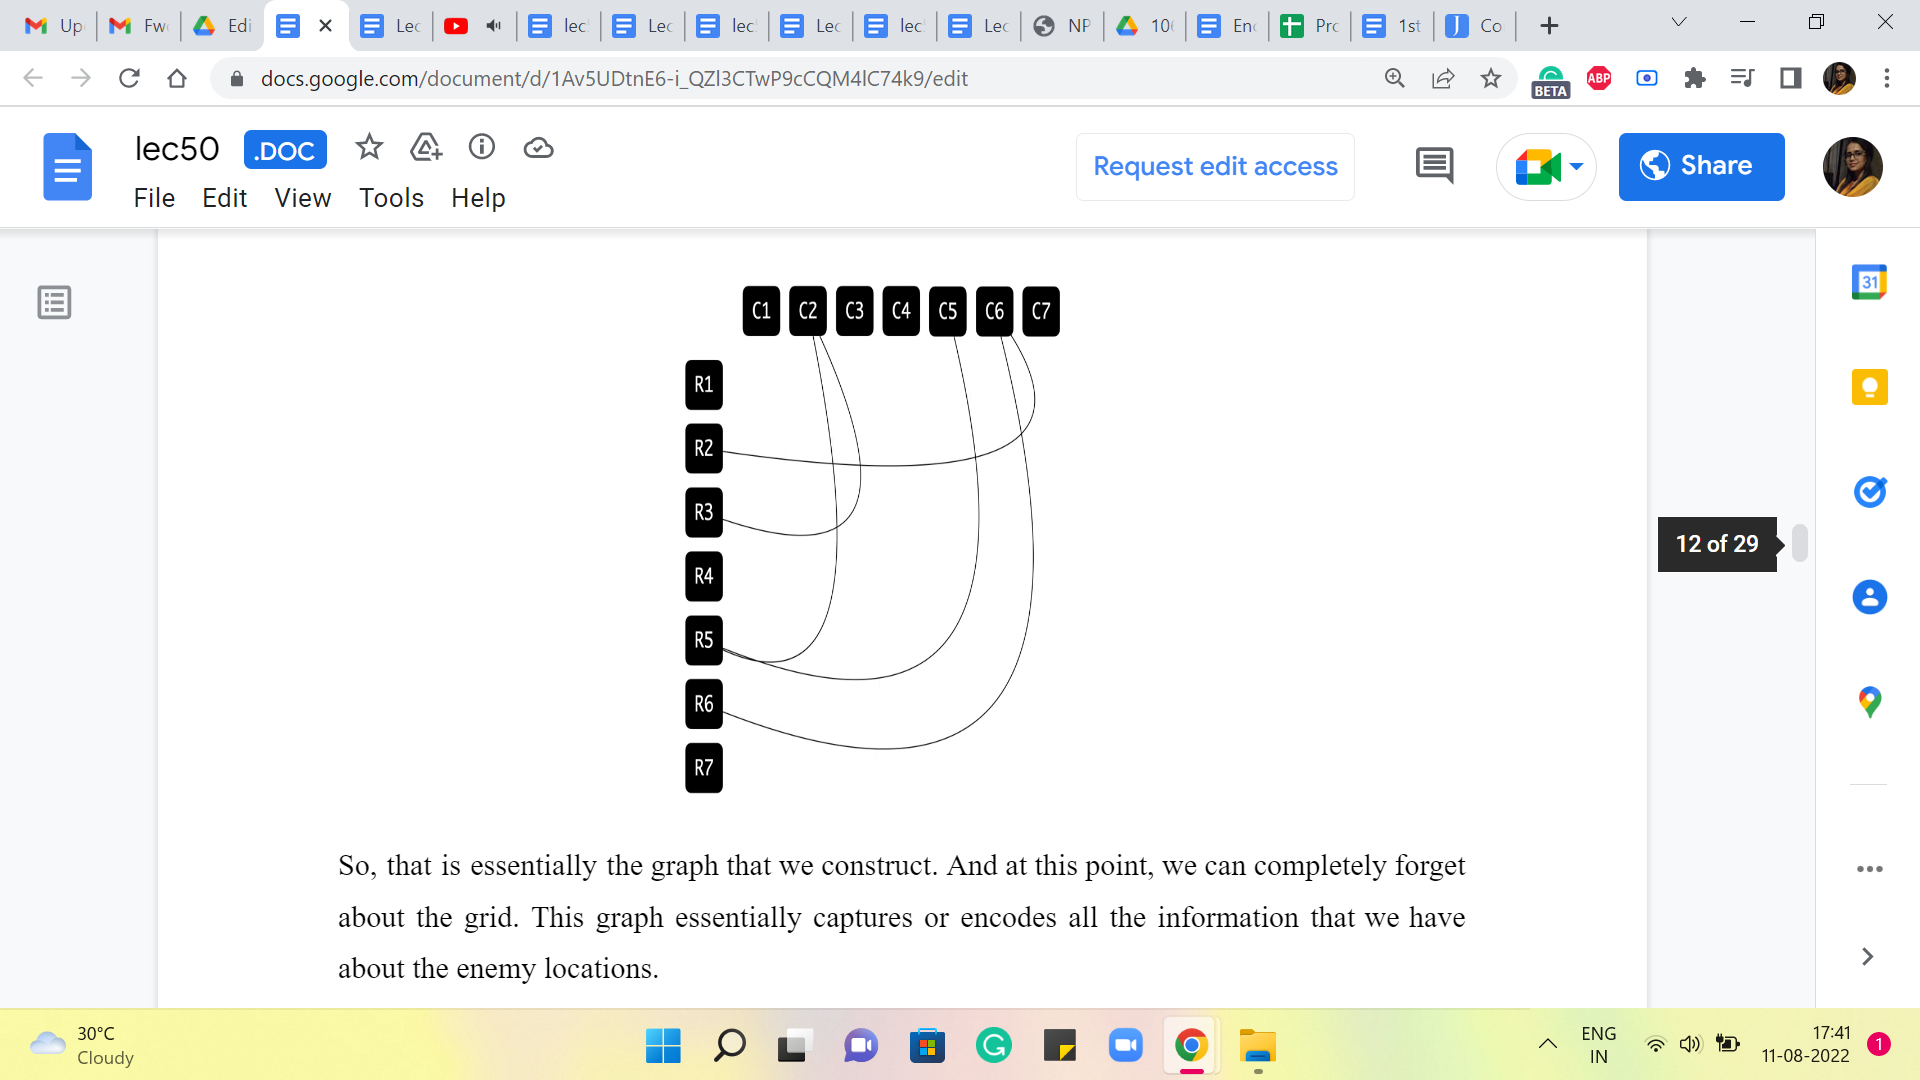 Up
Fw
Edi
Lec
lec
Lec
lec
Lec
lec
Lec
NP
10
En
Pro
1st
Co
docs.google.com/document/d/1Av5UDtnE6-i_QZl3CTwP9cCQM4lC74k9/edit
BETA
ABP
lec50
.DOC
Request edit access
Share
File Edit View Tools Help
31
C1 C2 C3 C4 C5 C6 C7
R1
R2
R3
R4
R5
R6
R7
12 of 29
So, that is essentially the graph that we construct. And at this point, we can completely forget
about the grid. This graph essentially captures or encodes all the information that we have
about the enemy locations.
30°C
Cloudy
ENG
IN
17:41
11-08-2022
1